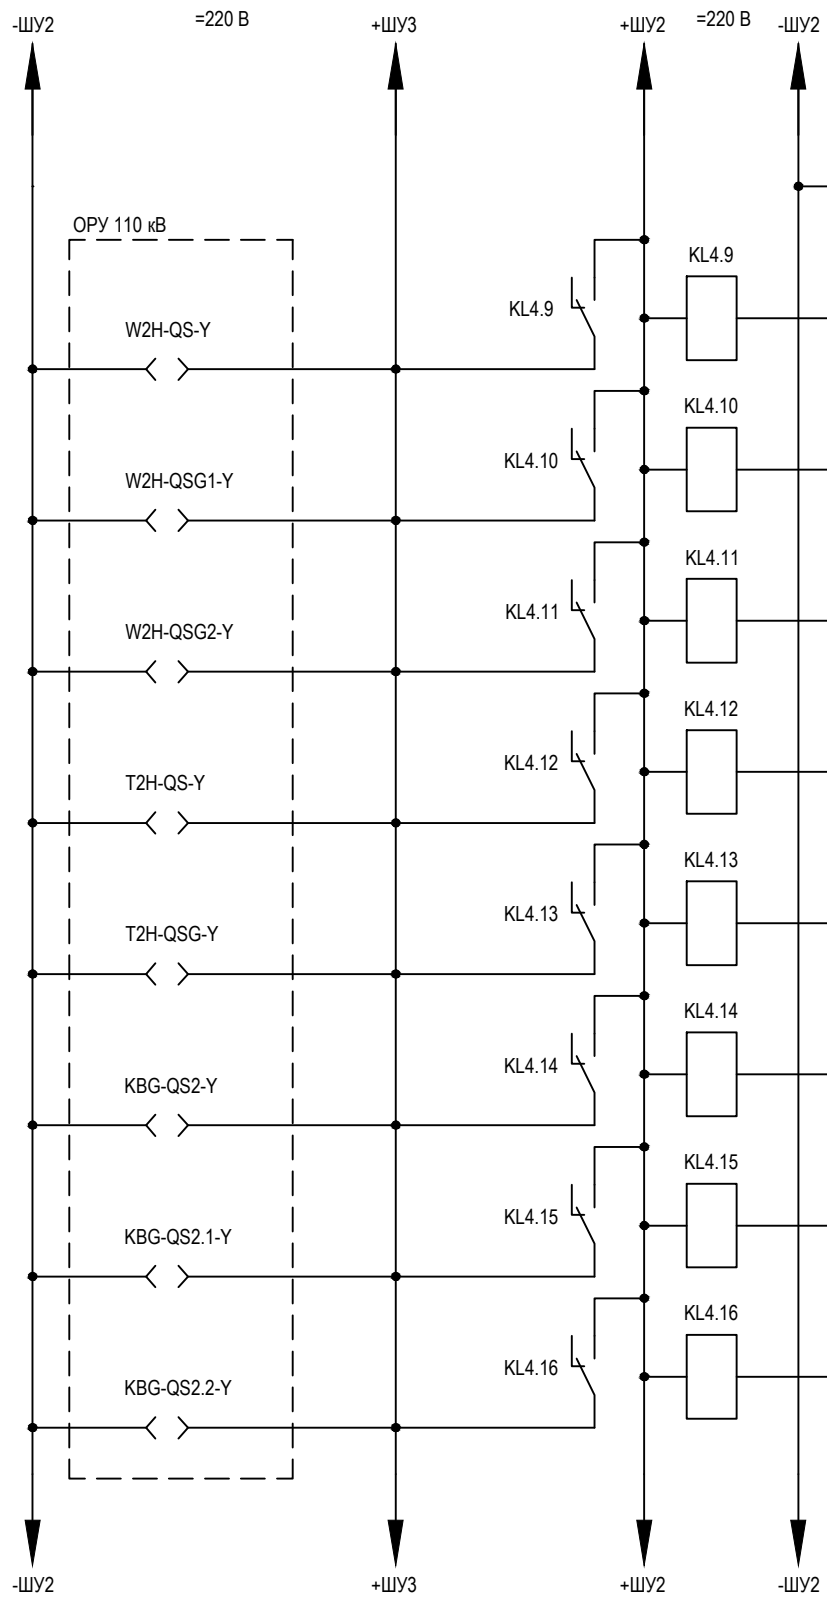 -ШУ2 =220 В +ШУ3 +ШУ2 =220 В -ШУ2
ОРУ 110 кВ
KL4.9
W2H-QS-Y KL4.9
KL4.10
W2H-QSG1-Y KL4.10
KL4.11
W2H-QSG2-Y KL4.11
KL4.12
T2H-QS-Y KL4.12
KL4.13
T2H-QSG-Y KL4.13
KL4.14
KBG-QS2-Y KL4.14
KL4.15
KBG-QS2.1-Y KL4.15
KL4.16
KBG-QS2.2-Y KL4.16
-ШУ2 +ШУ3 +ШУ2 -ШУ2